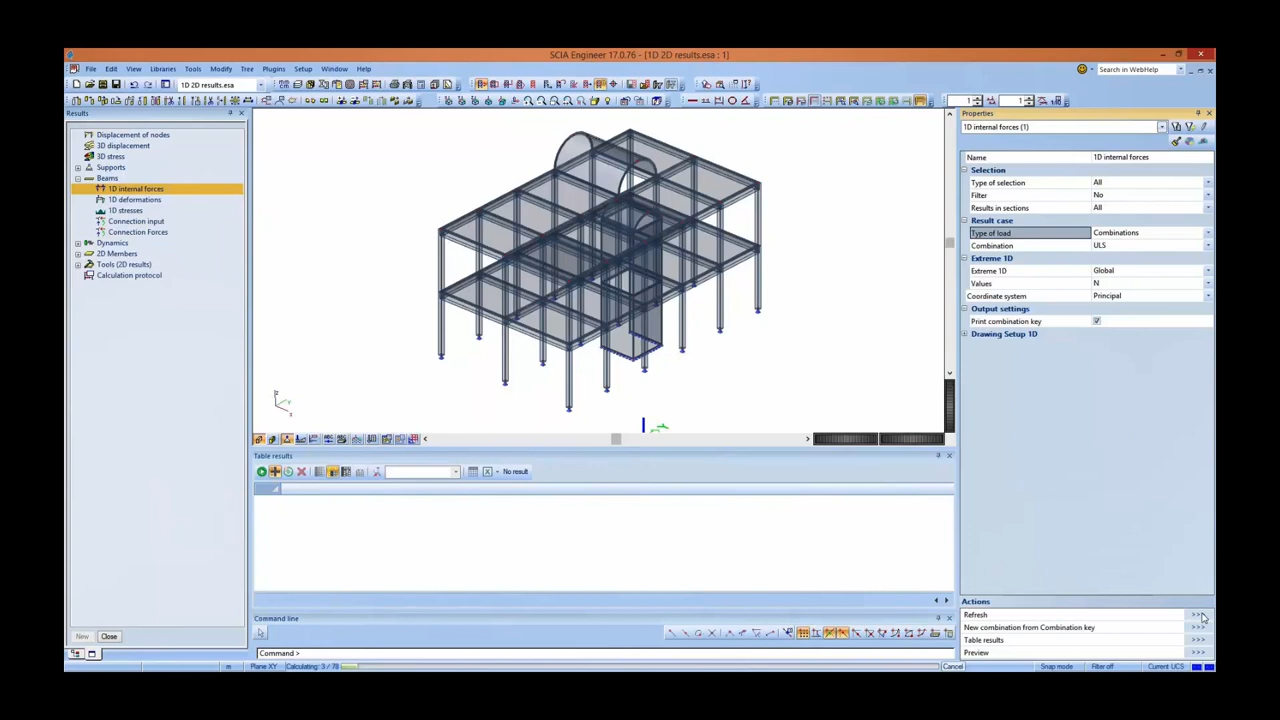 SCIA Engineer 17.0.76 - [1D 2D results.esa : 1]
File Edit View Libraries Tools Modify Tree Plugins Setup Window Help
Search in WebHelp
1D 2D results.esa
1
1
Results
Displacement of nodes
3D displacement
3D stress
Supports
Beams
1D internal forces
1D deformations
1D stresses
Connection input
Connection Forces
Dynamics
2D Members
Tools (2D results)
Calculation protocol
New Close
Table results
No result
Command line
Command >
Properties
1D internal forces (1)
Name 1D internal forces
Selection
Type of selection All
Filter No
Results in sections All
Result case
Type of load Combinations
Combination ULS
Extreme 1D
Extreme 1D Global
Values N
Coordinate system Principal
Output settings
Print combination key
Drawing Setup 1D
Actions
Refresh >>>
New combination from Combination key >>>
Table results >>>
Preview >>>
m Plane XY Calculating: 3 / 78 Cancel Snap mode Filter off Current UCS